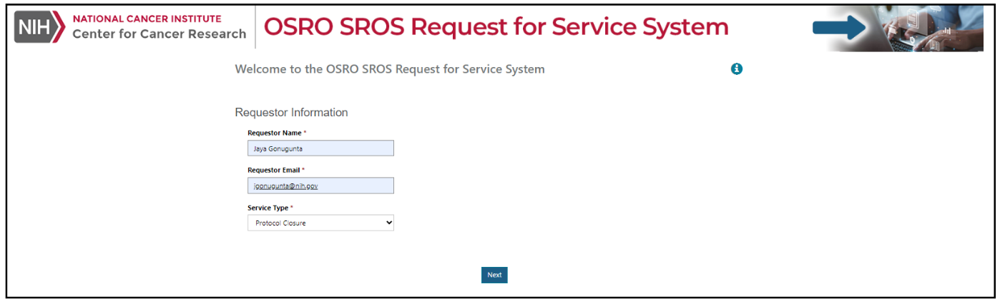 NIH
NATIONAL CANCER INSTITUTE
Center for Cancer Research
OSRO SROS Request for Service System
Welcome to the OSRO SROS Request for Service System
Requestor Information
Requestor Name *
Jaya Gonugunta
Requestor Email *
jgonugunta@nih.gov
Service Type *
Protocol Closure
Next